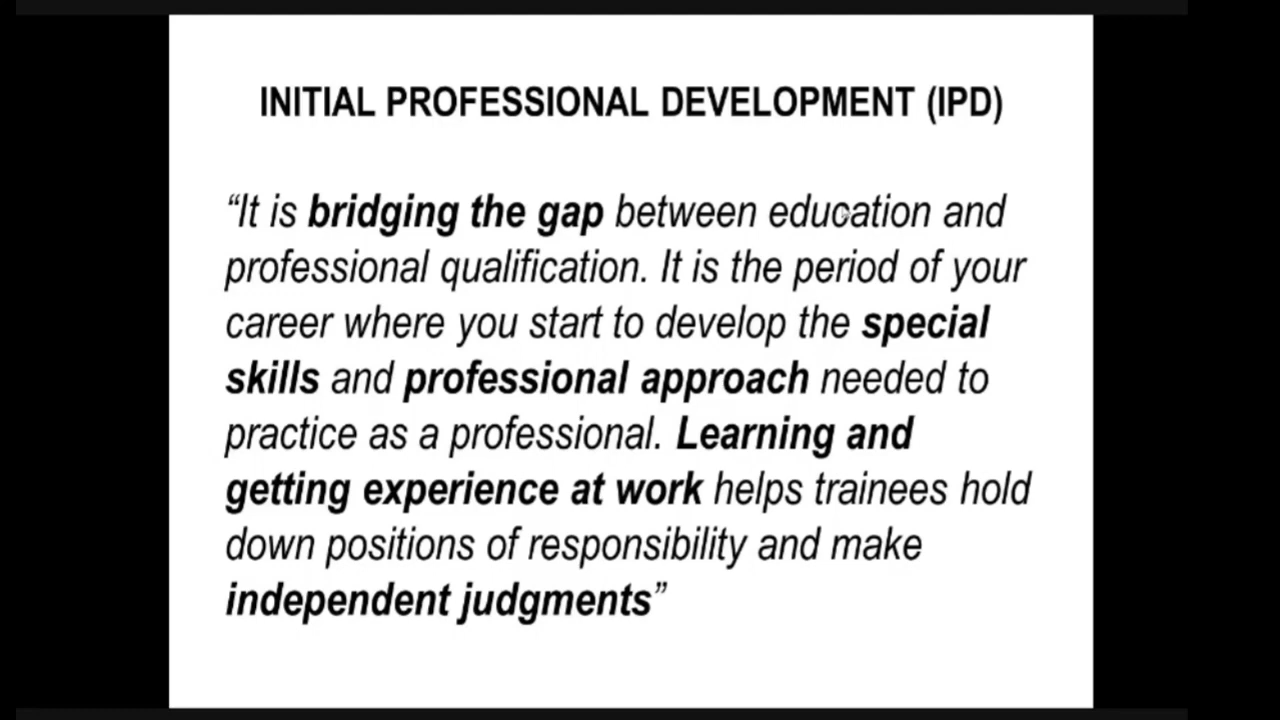 INITIAL PROFESSIONAL DEVELOPMENT (IPD)
“It is bridging the gap between education and
professional qualification. It is the period of your
career where you start to develop the special
skills and professional approach needed to
practice as a professional. Learning and
getting experience at work helps trainees hold
down positions of responsibility and make
independent judgments”